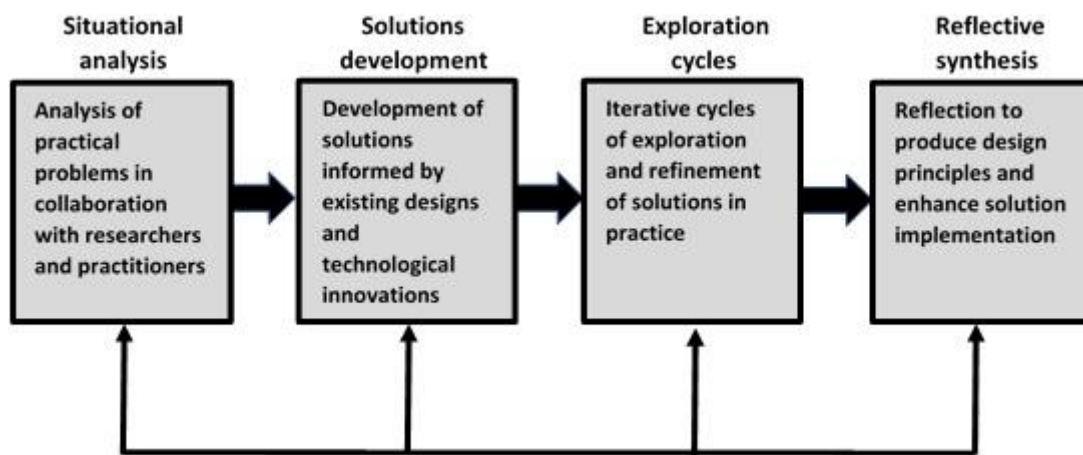 Situational
analysis
Analysis of
practical
problems in
collaboration
with researchers
and practitioners
Solutions
development
Development of
solutions
informed by
existing designs
and
technological
innovations
Exploration
cycles
Iterative cycles
of exploration
and refinement
of solutions in
practice
Reflective
synthesis
Reflection to
produce design
principles and
enhance solution
implementation